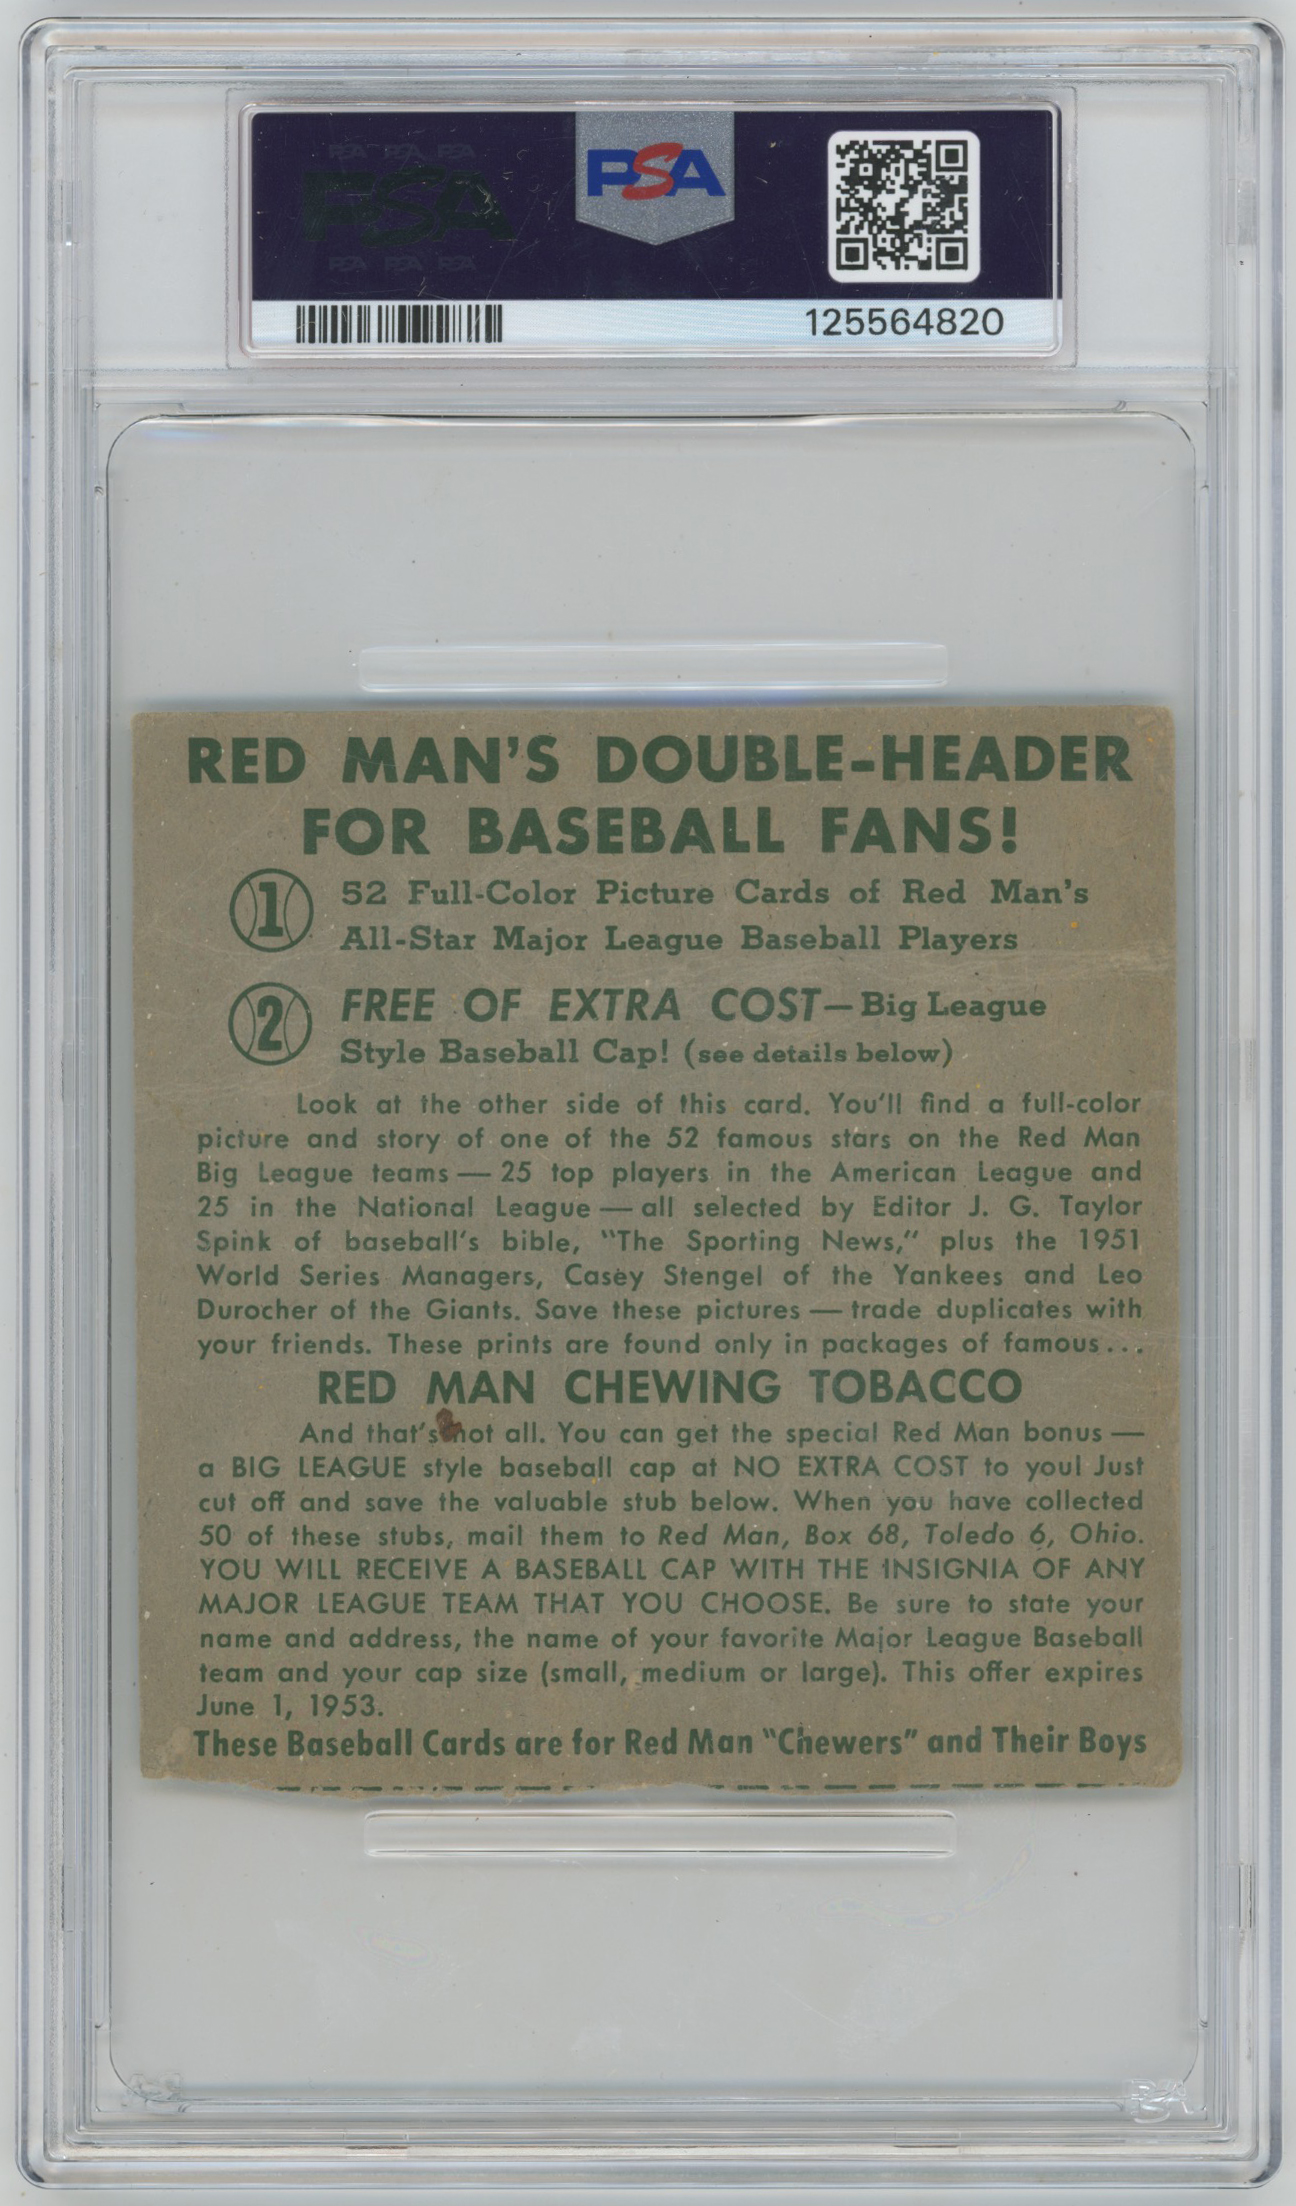 PSA PSA PSA
PSA
PSA PSA PSA
PSA
125564820
RED MAN'S DOUBLE-HEADER
FOR BASEBALL FANS!
1 52 Full-Color Picture Cards of Red Man's
All-Star Major League Baseball Players
2 FREE OF EXTRA COST—Big League
Style Baseball Cap! (see details below)
Look at the other side of this card. You'll find a full-color
picture and story of one of the 52 famous stars on the Red Man
Big League teams — 25 top players in the American League and
25 in the National League — all selected by Editor J. G. Taylor
Spink of baseball's bible, "The Sporting News," plus the 1951
World Series Managers, Casey Stengel of the Yankees and Leo
Durocher of the Giants. Save these pictures — trade duplicates with
your friends. These prints are found only in packages of famous...
RED MAN CHEWING TOBACCO
And that's not all. You can get the special Red Man bonus —
a BIG LEAGUE style baseball cap at NO EXTRA COST to you! Just
cut off and save the valuable stub below. When you have collected
50 of these stubs, mail them to Red Man, Box 68, Toledo 6, Ohio.
YOU WILL RECEIVE A BASEBALL CAP WITH THE INSIGNIA OF ANY
MAJOR LEAGUE TEAM THAT YOU CHOOSE. Be sure to state your
name and address, the name of your favorite Major League Baseball
team and your cap size (small, medium or large). This offer expires
June 1, 1953.
These Baseball Cards are for Red Man "Chewers" and Their Boys
PSA